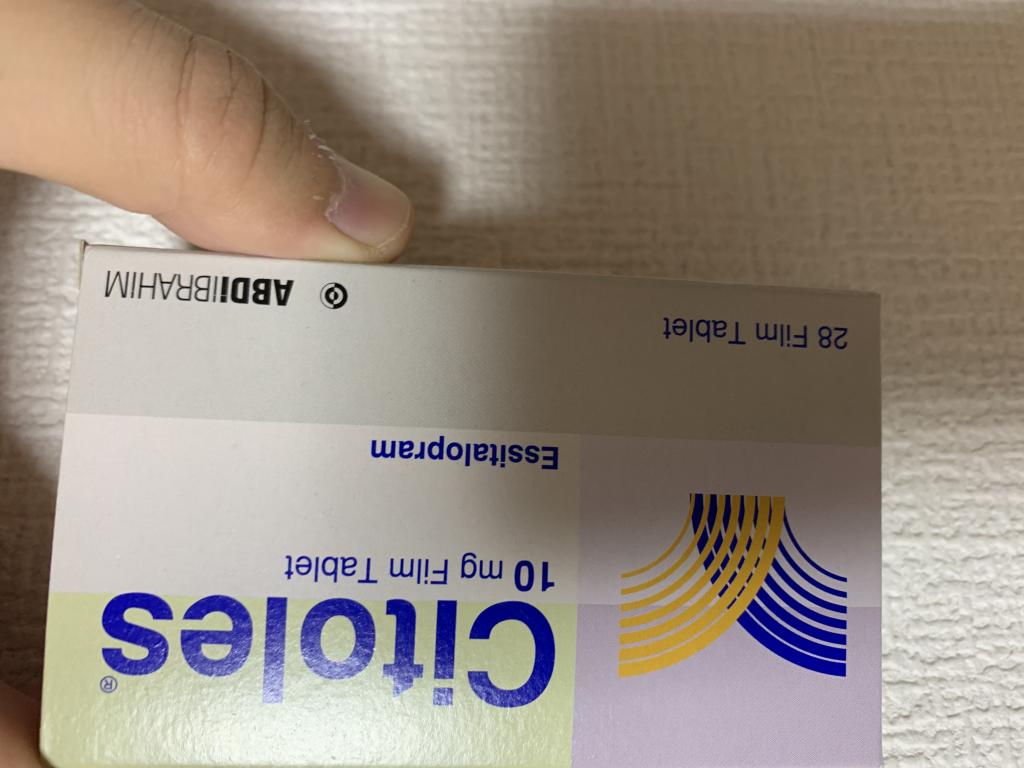 Citoles®
10 mg Film Tablet
Essitalopram
28 Film Tablet
ABDİİBRAHİM